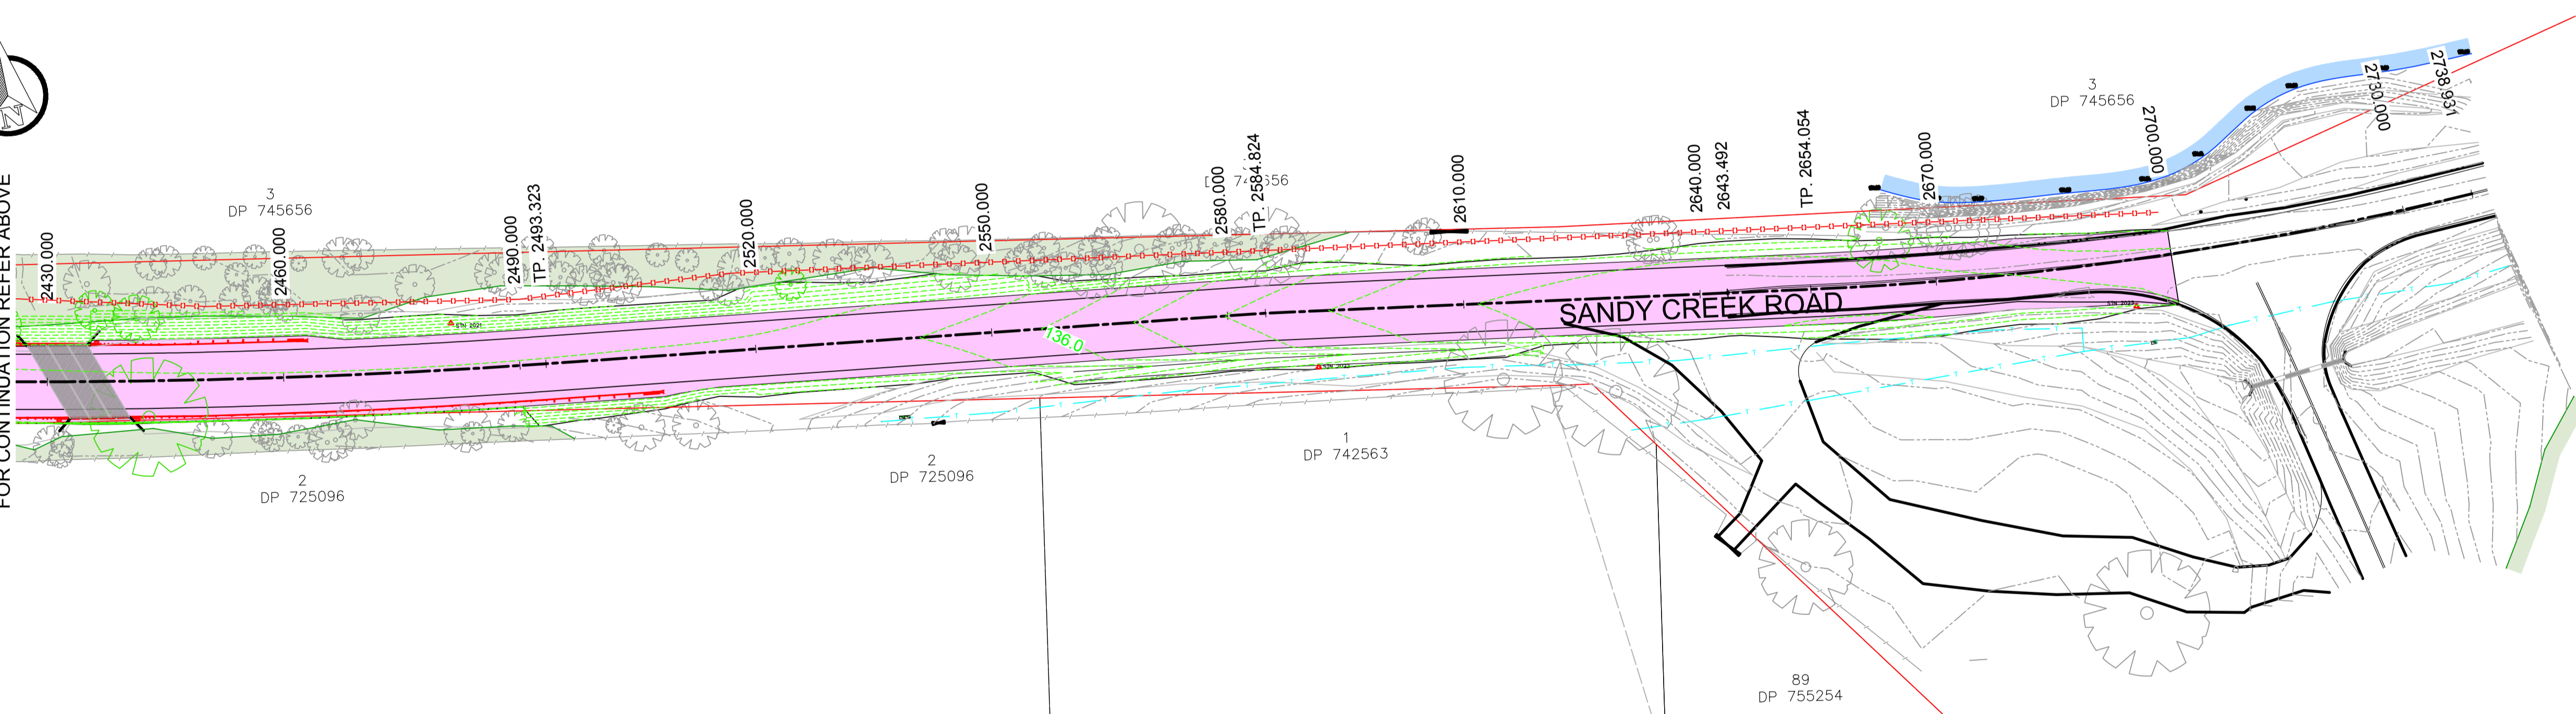 FOR CONTINUATION REFER ABOVE
N
2430.000
3
DP 745656
2460.000
2490.000
TP. 2493.323
2520.000
2550.000
2580.000
TP. 2584.824
2610.000
2640.000
2643.492
TP. 2654.054
2670.000
3
DP 745656
2700.000
2730.000
2738.931
STN 2021
136.0
SANDY CREEK ROAD
2
DP 725096
2
DP 725096
1
DP 742563
89
DP 755254